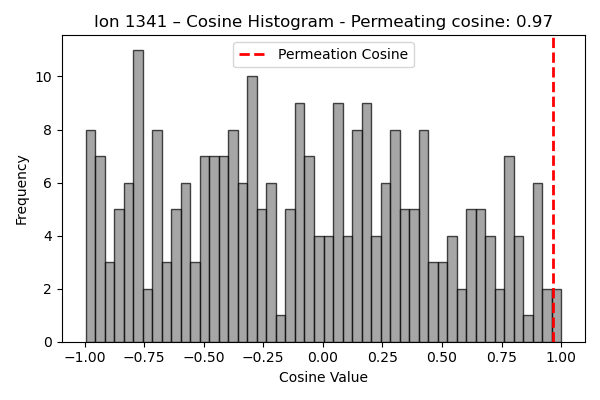 Ion 1341 – Cosine Histogram - Permeating cosine: 0.97
Permeation Cosine
Frequency
10
8
6
4
2
0
−1.00 −0.75 −0.50 −0.25 0.00 0.25 0.50 0.75 1.00
Cosine Value